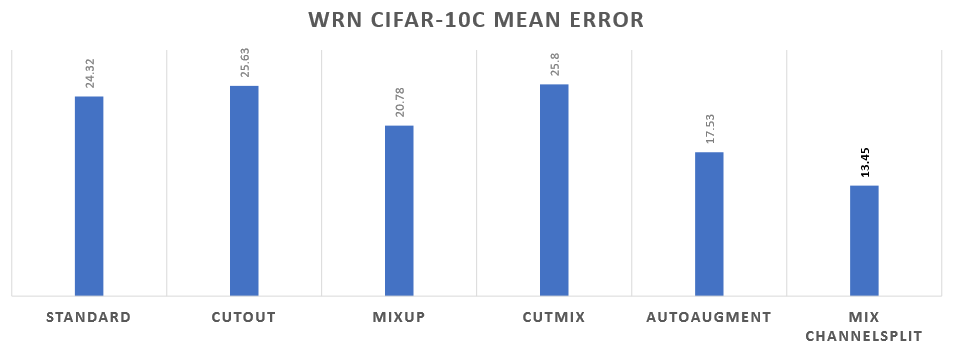 WRN CIFAR-10C MEAN ERROR
24.32
25.63
20.78
25.8
17.53
13.45
STANDARD
CUTOUT
MIXUP
CUTMIX
AUTOAUGMENT
MIX
CHANNELSPLIT